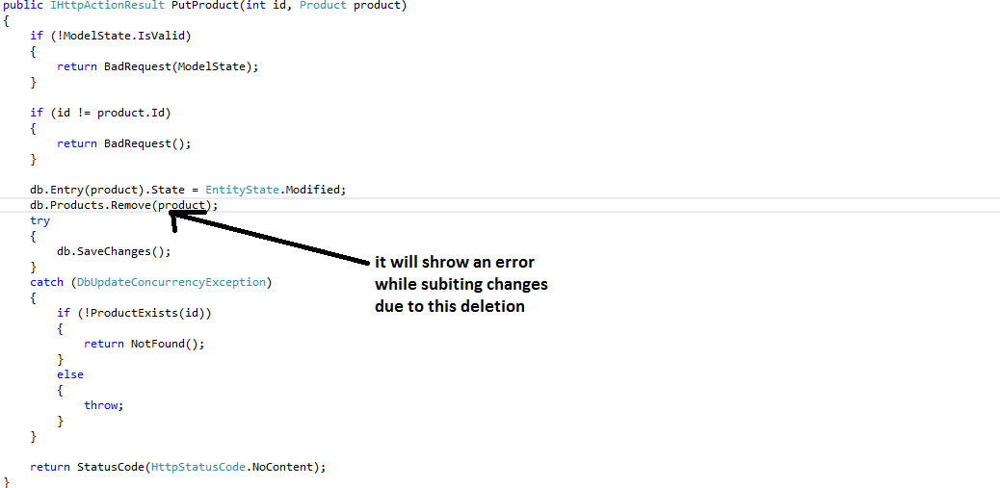 public IHttpActionResult PutProduct(int id, Product product)
{
    if (!ModelState.IsValid)
    {
        return BadRequest(ModelState);
    }

    if (id != product.Id)
    {
        return BadRequest();
    }

    db.Entry(product).State = EntityState.Modified;
    db.Products.Remove(product);
    try
    {
        db.SaveChanges();
    }
    catch (DbUpdateConcurrencyException)
    {
        if (!ProductExists(id))
        {
            return NotFound();
        }
        else
        {
            throw;
        }
    }

    return StatusCode(HttpStatusCode.NoContent);
}
it will shrow an error
while subiting changes
due to this deletion